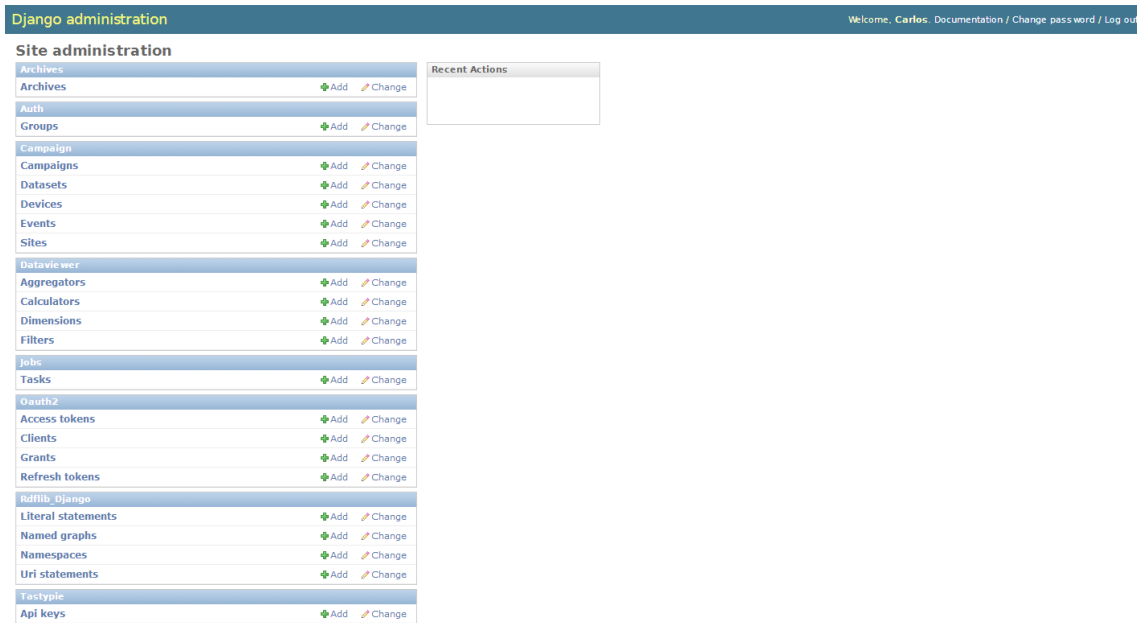 Django administration
Welcome, Carlos. Documentation / Change password / Log out
Site administration
Archives
Archives Add Change
Auth
Groups Add Change
Campaign
Campaigns Add Change
Datasets Add Change
Devices Add Change
Events Add Change
Sites Add Change
Dataviewer
Aggregators Add Change
Calculators Add Change
Dimensions Add Change
Filters Add Change
Jobs
Tasks Add Change
Oauth2
Access tokens Add Change
Clients Add Change
Grants Add Change
Refresh tokens Add Change
Rdflib_Django
Literal statements Add Change
Named graphs Add Change
Namespaces Add Change
Uri statements Add Change
Tastypie
Api keys Add Change
Recent Actions